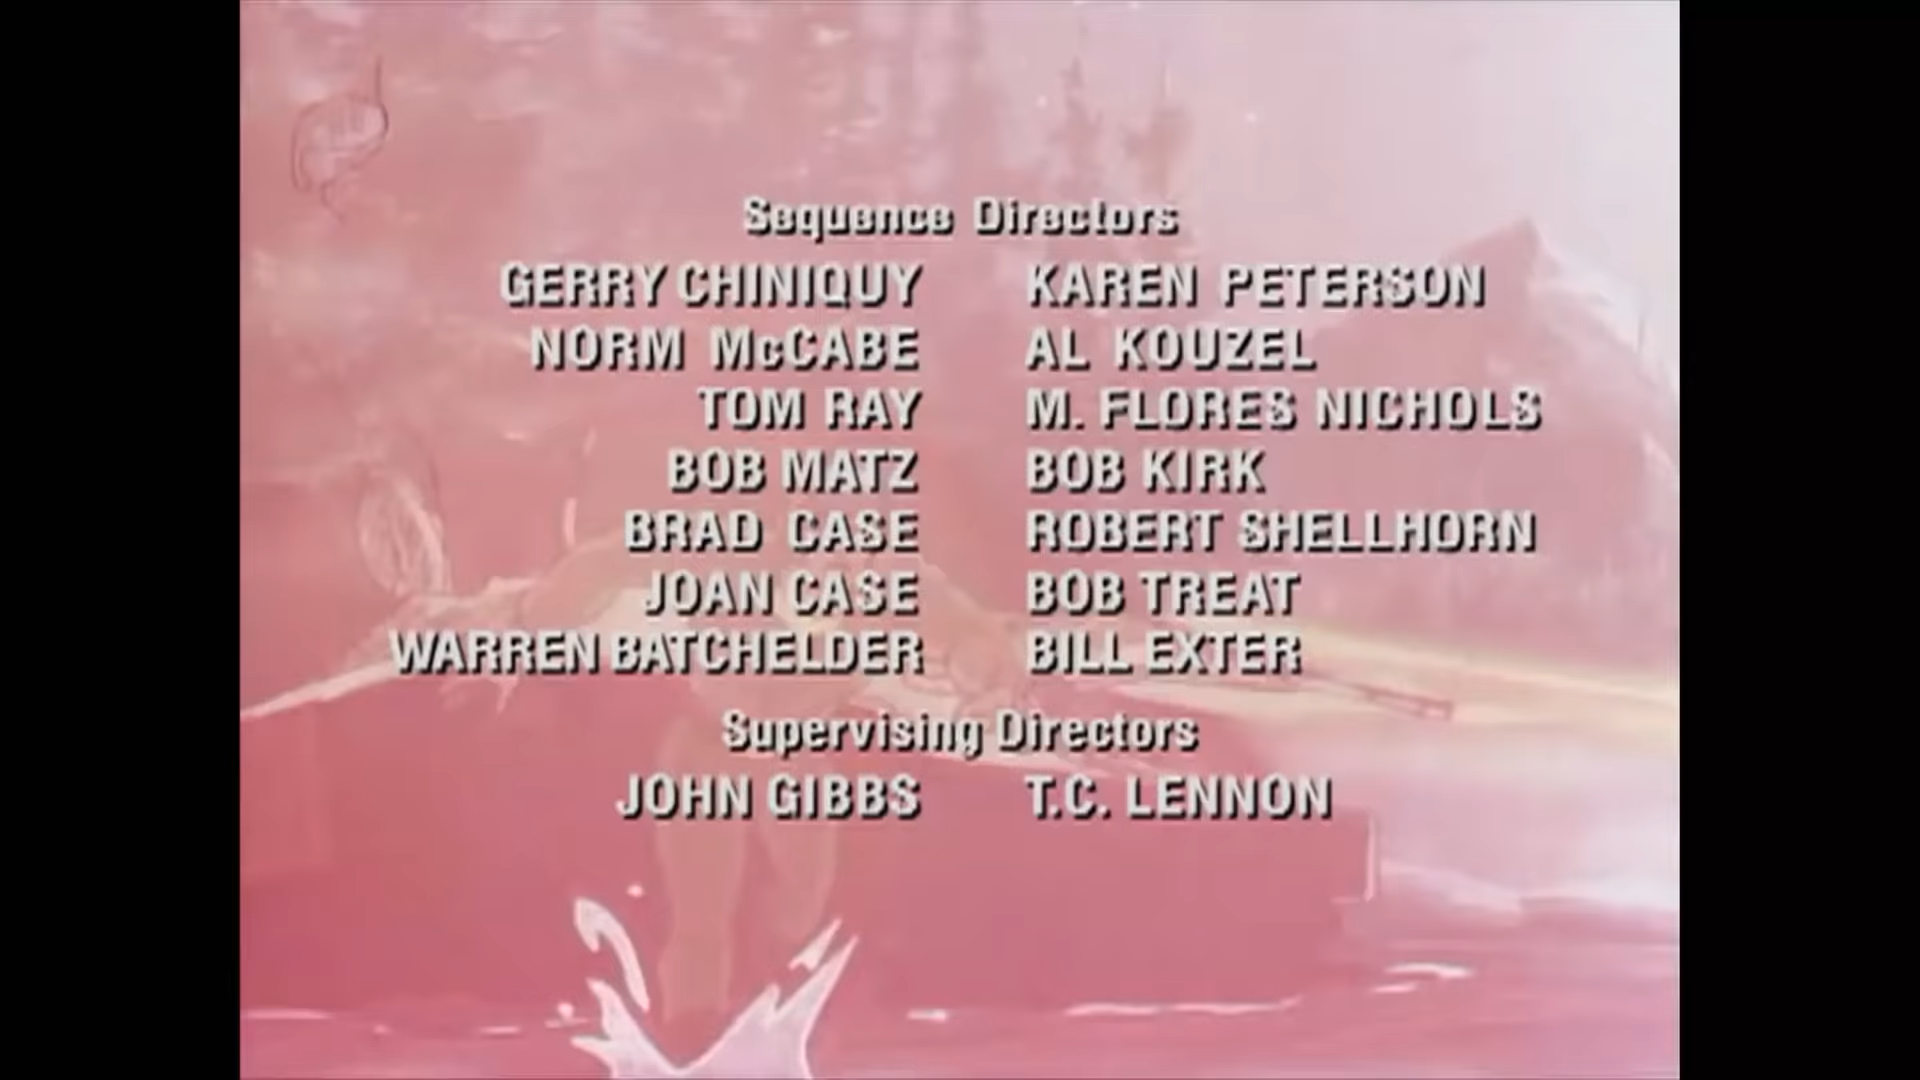 Sequence Directors
GERRY CHINIQUY KAREN PETERSON
NORM McCABE AL KOUZEL
TOM RAY M. FLORES NICHOLS
BOB MATZ BOB KIRK
BRAD CASE ROBERT SHELLHORN
JOAN CASE BOB TREAT
WARREN BATCHELDER BILL EXTER
Supervising Directors
JOHN GIBBS T.C. LENNON